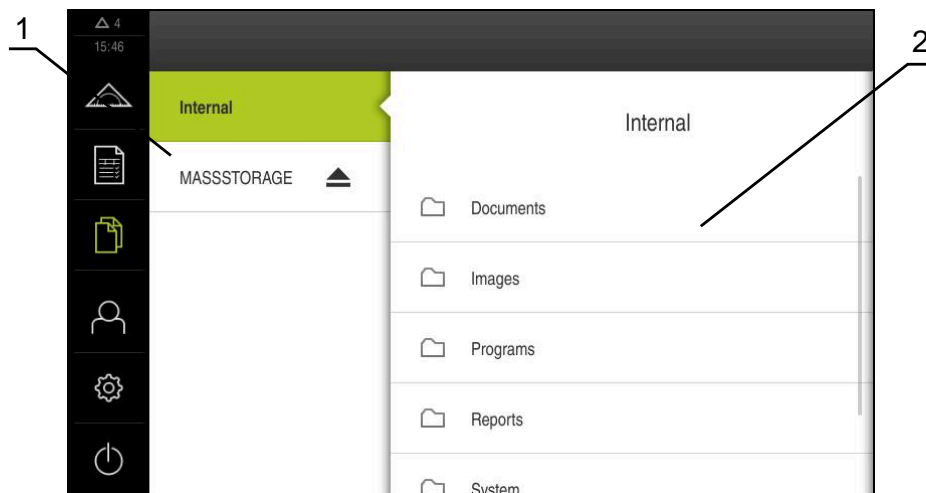 1
2
4
15:46
Internal
MASSSTORAGE
Internal
Documents
Images
Programs
Reports
System